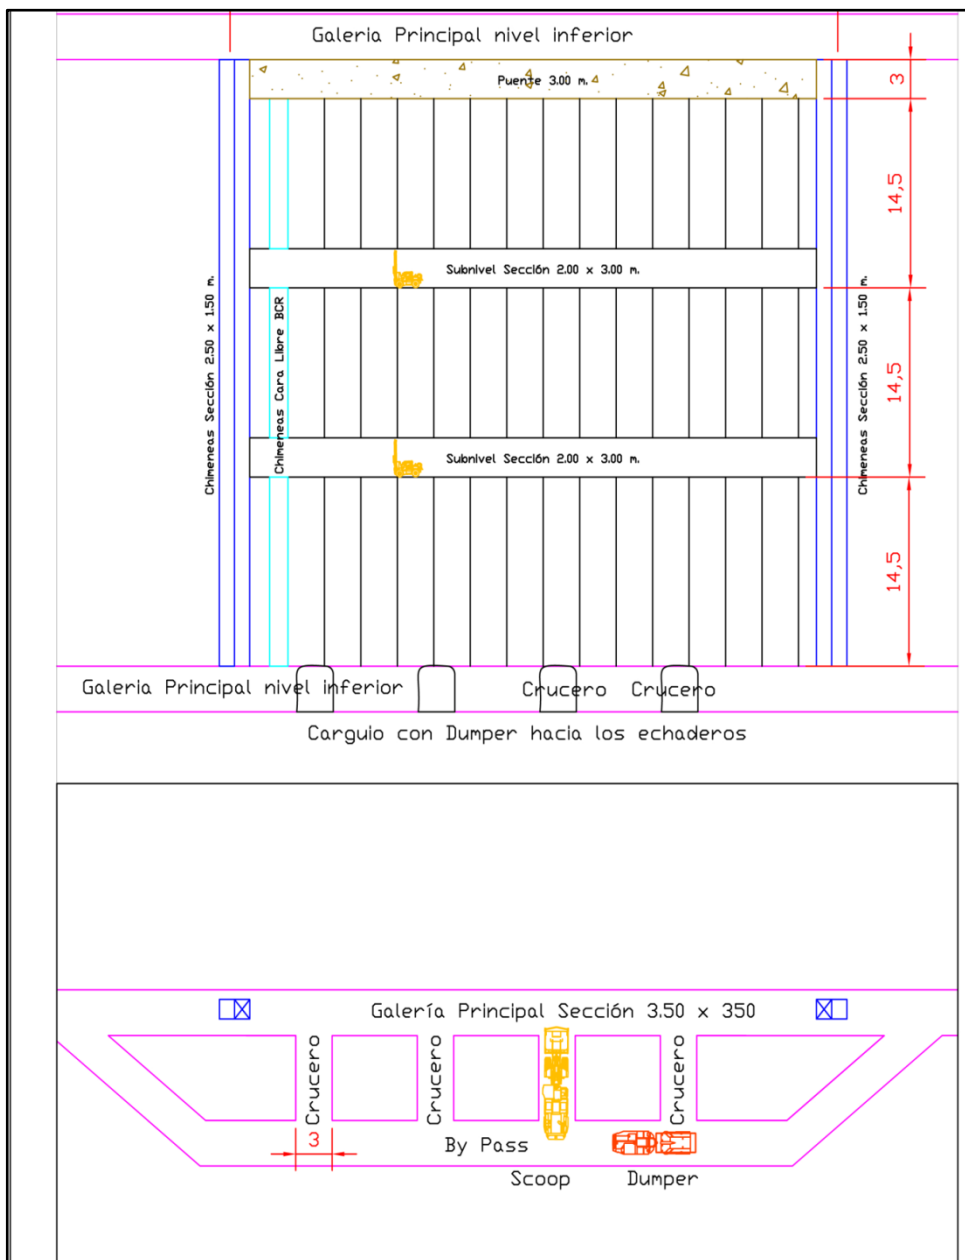 Galeria Principal nivel inferior
Puente 3.00 m.
3
14,5
Subnivel Sección 2.00 x 3.00 m.
Chimeneas Sección 2.50 x 1.50 m.
Chimeneas Cara Libre BCR
14,5
Chimeneas Sección 2.50 x 1.50 m.
Subnivel Sección 2.00 x 3.00 m.
14,5
Galeria Principal nivel inferior
Crucero
Crucero
Carguio con Dumper hacia los echaderos
Galería Principal Sección 3.50 x 350
Crucero
Crucero
Crucero
3
By Pass
Scoop
Dumper